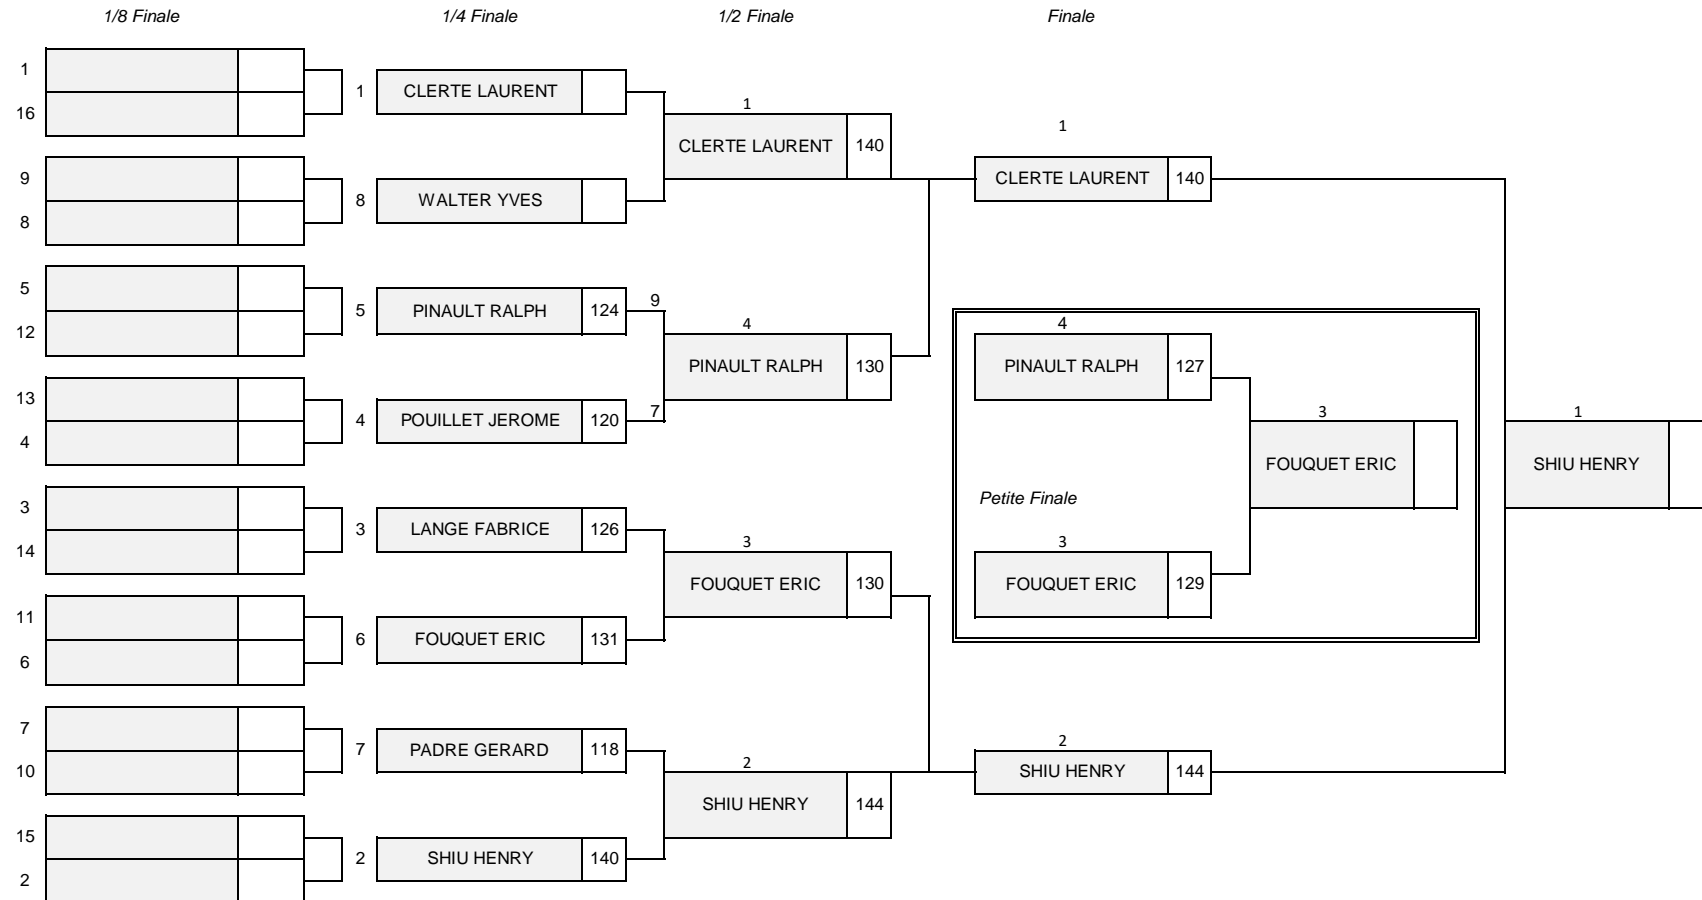 1/8 Finale 1/4 Finale 1/2 Finale Finale
1
16
9
8
5
12
13
4
3
14
11
6
7
10
15
2
1 CLERTE LAURENT
8 WALTER YVES
5 PINAULT RALPH 124 9
4 POUILLET JEROME 120 7
3 LANGE FABRICE 126
6 FOUQUET ERIC 131
7 PADRE GERARD 118
2 SHIU HENRY 140
1
CLERTE LAURENT 140
4
PINAULT RALPH 130
3
FOUQUET ERIC 130
2
SHIU HENRY 144
1
CLERTE LAURENT 140
4
PINAULT RALPH 127
Petite Finale
3
FOUQUET ERIC 129
2
SHIU HENRY 144
3
FOUQUET ERIC
1
SHIU HENRY